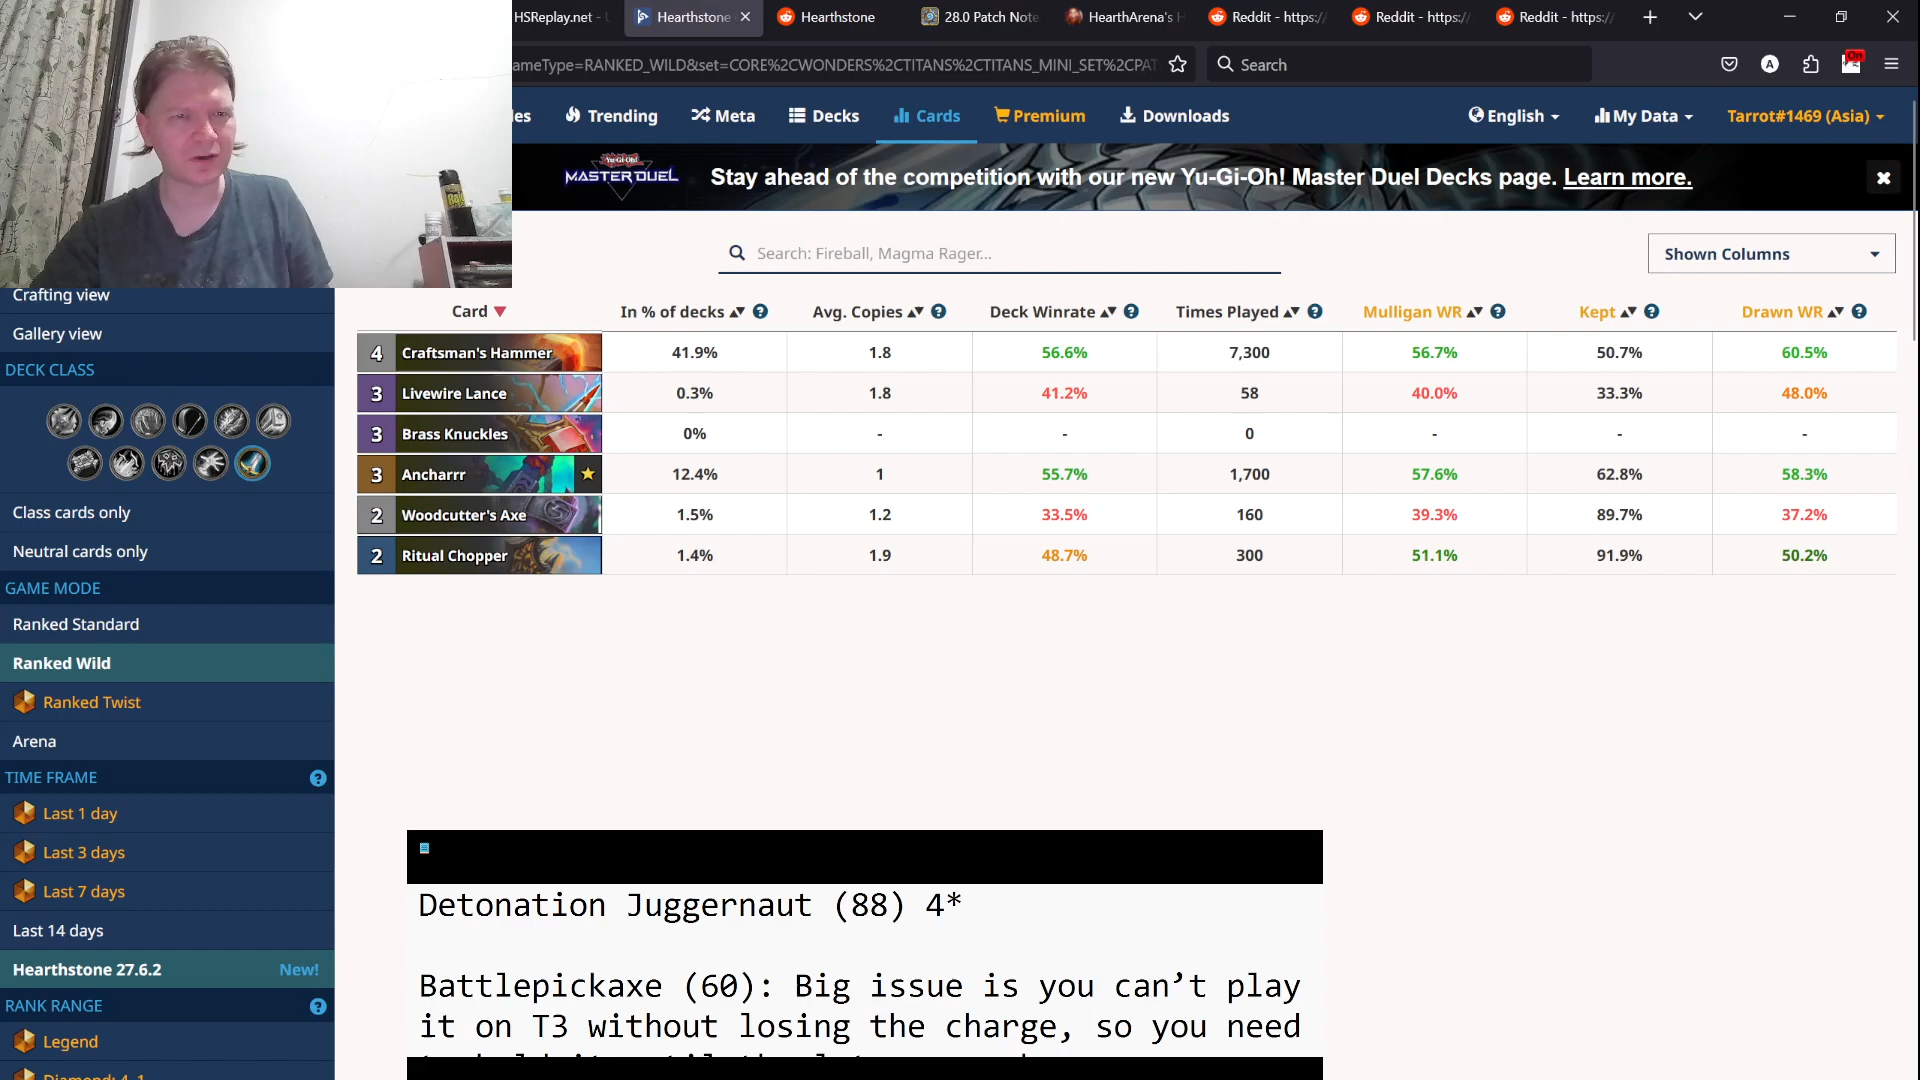 HSReplay.net -
Hearthstone
Hearthstone
28.0 Patch Note
HearthArena's H
Reddit - https:/
Reddit - https:/
Reddit - https:/
ameType=RANKED_WILD&set=CORE%2CWONDERS%2CTITANS%2CTITANS_MINI_SET%2CPAT
Search
A
On
es
Trending
Meta
Decks
Cards
Premium
Downloads
English
My Data
Tarrot#1469 (Asia)
Yu-Gi-Oh!
MASTER DUEL
Stay ahead of the competition with our new Yu-Gi-Oh! Master Duel Decks page. Learn more.
Search: Fireball, Magma Rager...
Shown Columns
Crafting view
Gallery view
DECK CLASS
Class cards only
Neutral cards only
GAME MODE
Ranked Standard
Ranked Wild
Ranked Twist
Arena
TIME FRAME ?
Last 1 day
Last 3 days
Last 7 days
Last 14 days
Hearthstone 27.6.2 New!
RANK RANGE ?
Legend
Diamond: 4-1
Card In % of decks ? Avg. Copies ? Deck Winrate ? Times Played ? Mulligan WR ? Kept ? Drawn WR ?
4 Craftsman's Hammer 41.9% 1.8 56.6% 7,300 56.7% 50.7% 60.5%
3 Livewire Lance 0.3% 1.8 41.2% 58 40.0% 33.3% 48.0%
3 Brass Knuckles 0% - - 0 - - -
3 Ancharrr 12.4% 1 55.7% 1,700 57.6% 62.8% 58.3%
2 Woodcutter's Axe 1.5% 1.2 33.5% 160 39.3% 89.7% 37.2%
2 Ritual Chopper 1.4% 1.9 48.7% 300 51.1% 91.9% 50.2%
Detonation Juggernaut (88) 4*
Battlepickaxe (60): Big issue is you can’t play
it on T3 without losing the charge, so you need